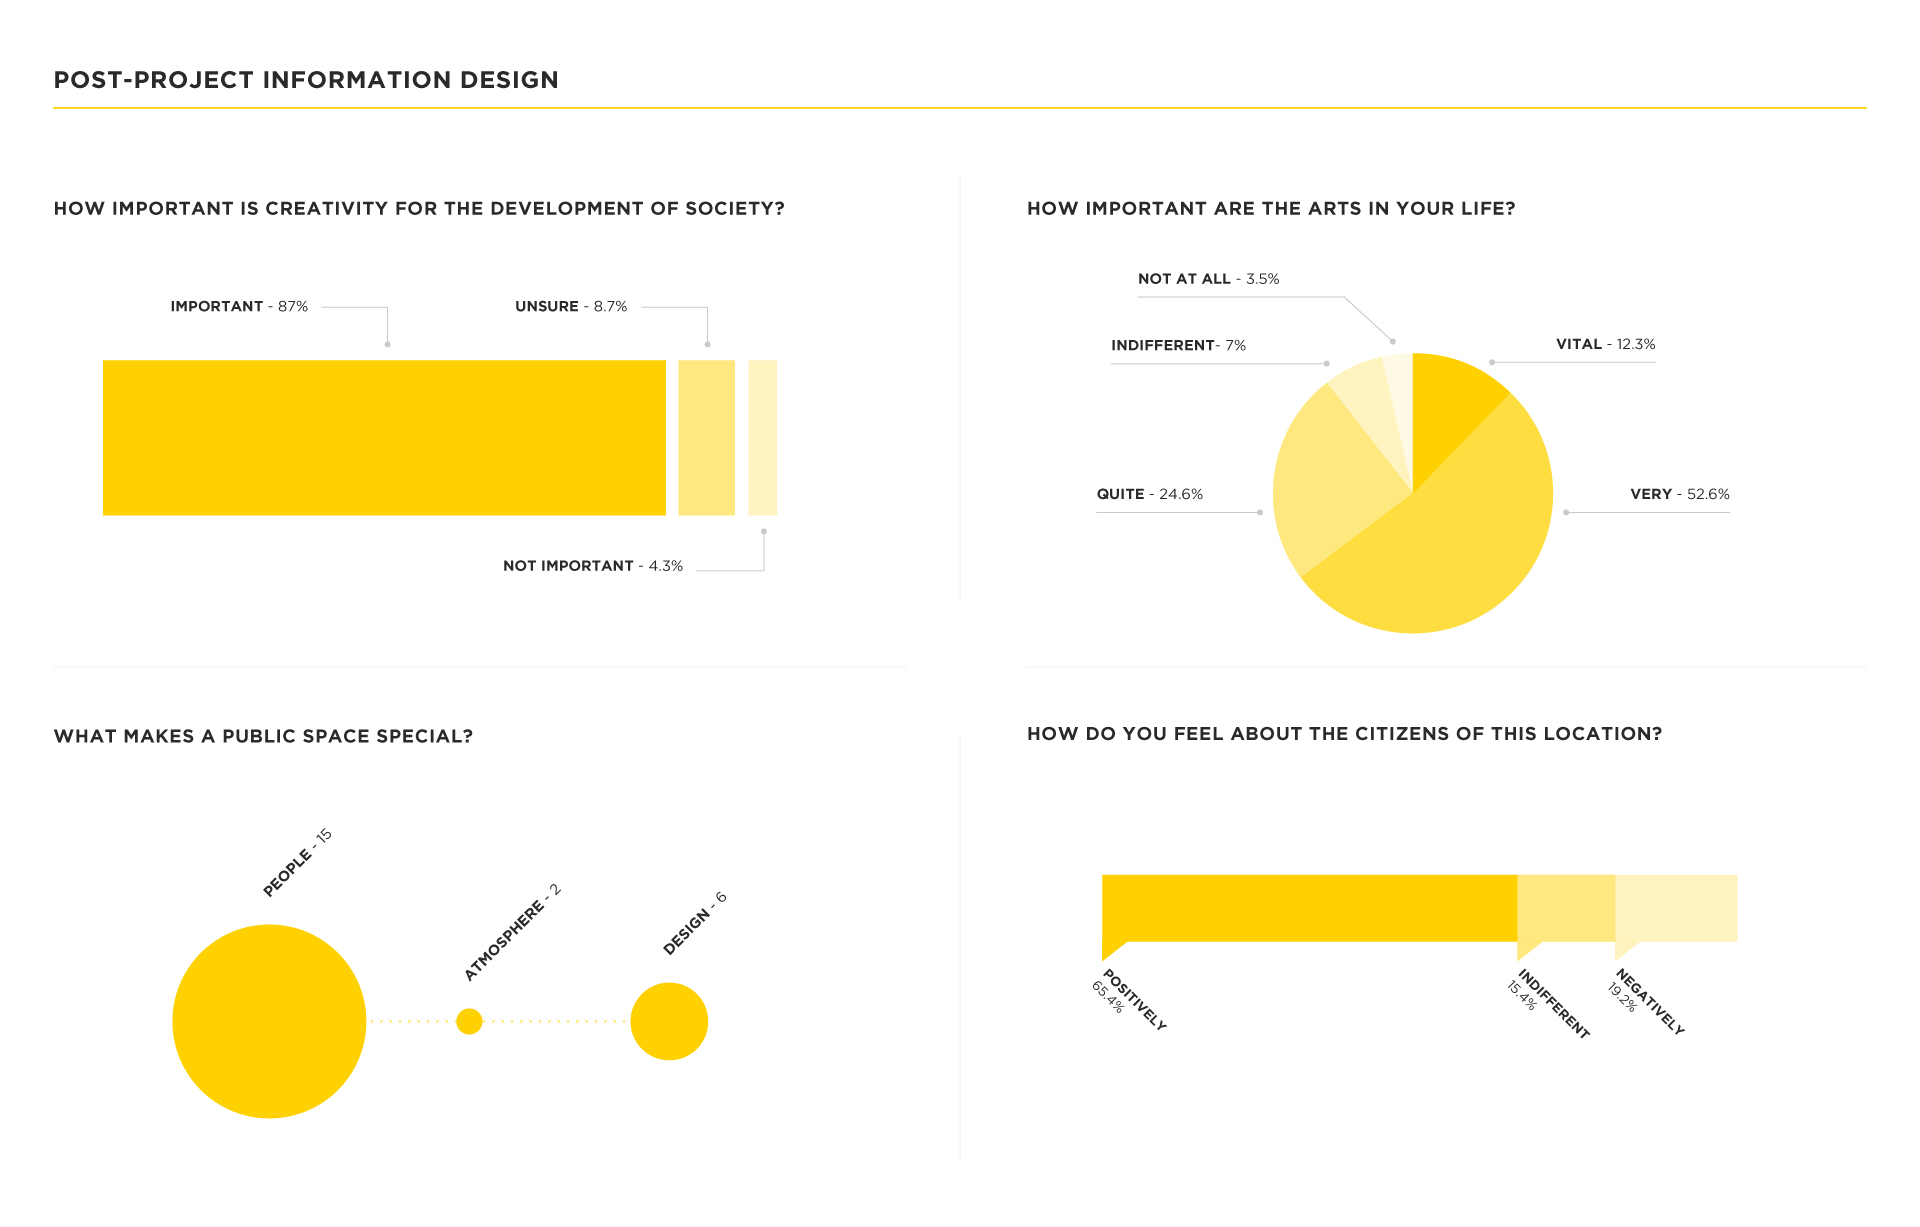 POST-PROJECT INFORMATION DESIGN
HOW IMPORTANT IS CREATIVITY FOR THE DEVELOPMENT OF SOCIETY?
IMPORTANT - 87%
UNSURE - 8.7%
NOT IMPORTANT - 4.3%
HOW IMPORTANT ARE THE ARTS IN YOUR LIFE?
NOT AT ALL - 3.5%
INDIFFERENT- 7%
VITAL - 12.3%
QUITE - 24.6%
VERY - 52.6%
WHAT MAKES A PUBLIC SPACE SPECIAL?
PEOPLE - 15
ATMOSPHERE - 2
DESIGN - 6
HOW DO YOU FEEL ABOUT THE CITIZENS OF THIS LOCATION?
POSITIVELY
65.4%
INDIFFERENT
15.4%
NEGATIVELY
19.2%